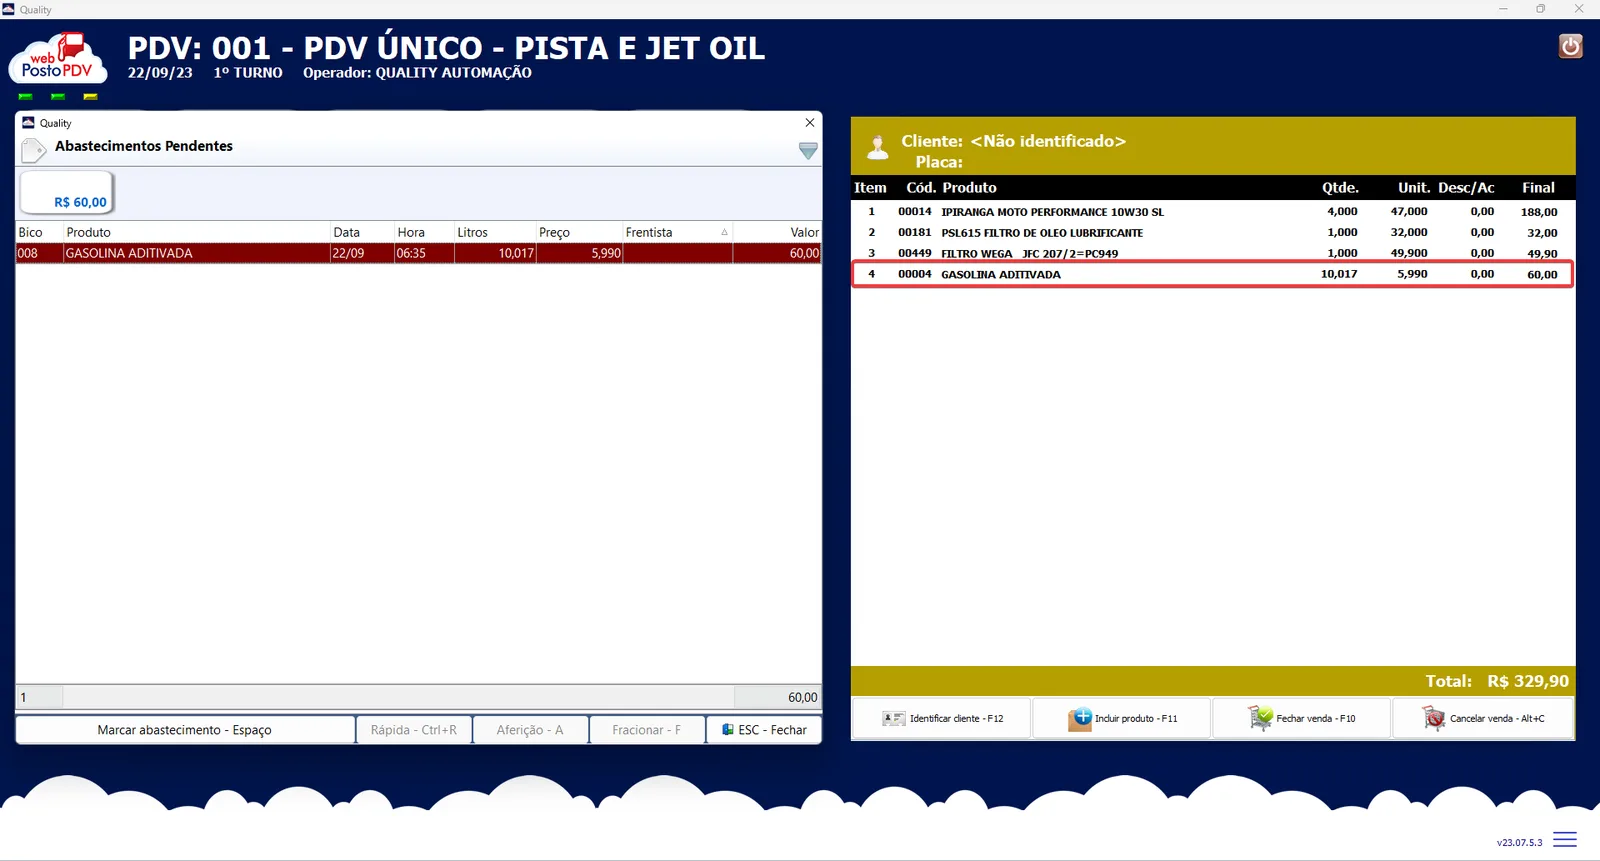 Quality
web
PostoPDV
PDV: 001 - PDV ÚNICO - PISTA E JET OIL
22/09/23 1º TURNO Operador: QUALITY AUTOMAÇÃO
Quality
Abastecimentos Pendentes
R$ 60,00
Bico Produto Data Hora Litros Preço Frentista Valor
008 GASOLINA ADITIVADA 22/09 06:35 10,017 5,990 60,00
1 60,00
Marcar abastecimento - Espaço Rápida - Ctrl+R Aferição - A Fracionar - F ESC - Fechar
Cliente: <Não identificado>
Placa:
Item Cód. Produto Qtde. Unit. Desc/Ac Final
1 00014 IPIRANGA MOTO PERFORMANCE 10W30 SL 4,000 47,000 0,00 188,00
2 00181 PSL615 FILTRO DE OLEO LUBRIFICANTE 1,000 32,000 0,00 32,00
3 00449 FILTRO WEGA JFC 207/2=PC949 1,000 49,900 0,00 49,90
4 00004 GASOLINA ADITIVADA 10,017 5,990 0,00 60,00
Total: R$ 329,90
Identificar cliente - F12 Incluir produto - F11 Fechar venda - F10 Cancelar venda - Alt+C
v23.07.5.3